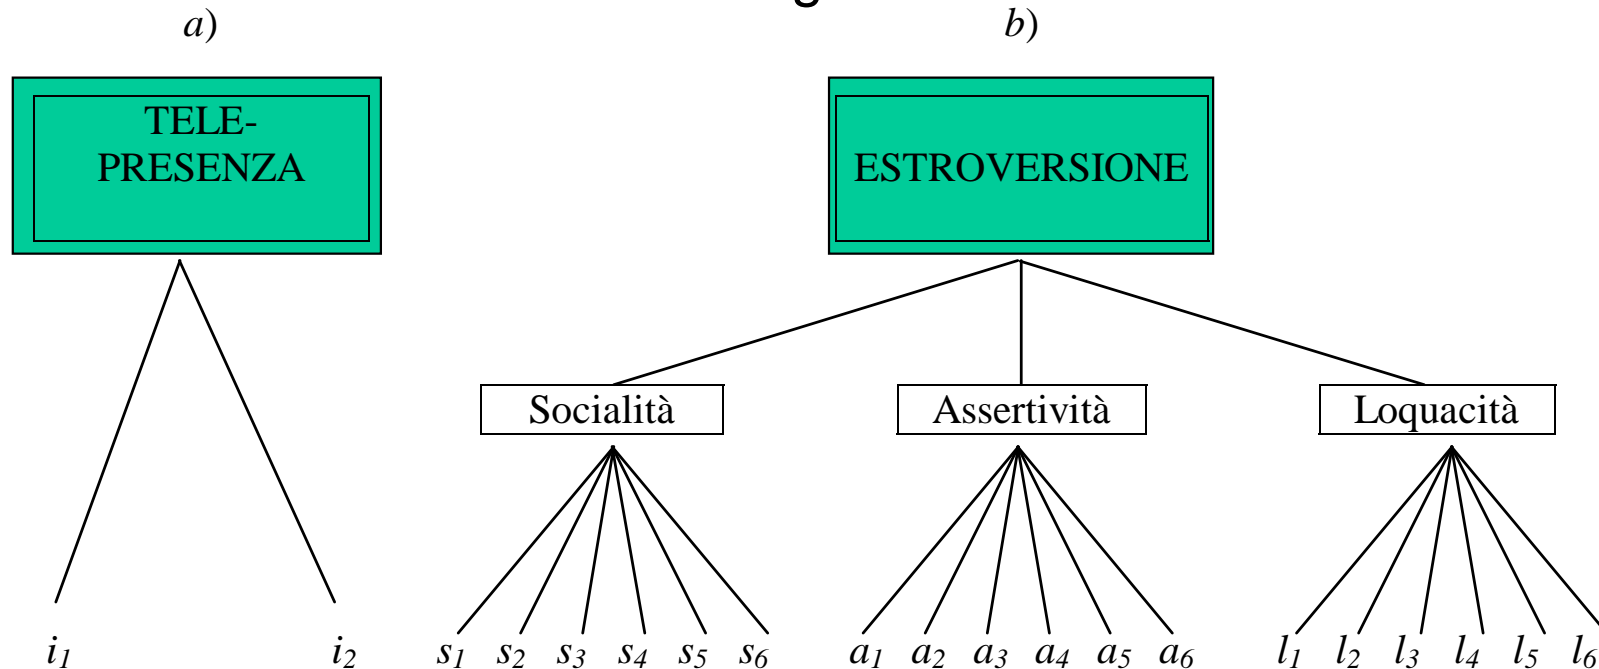 a)
b)
TELE-
PRESENZA
ESTROVERSIONE
Socialità
Assertività
Loquacità
i1 i2 s1 s2 s3 s4 s5 s6 a1 a2 a3 a4 a5 a6 l1 l2 l3 l4 l5 l6